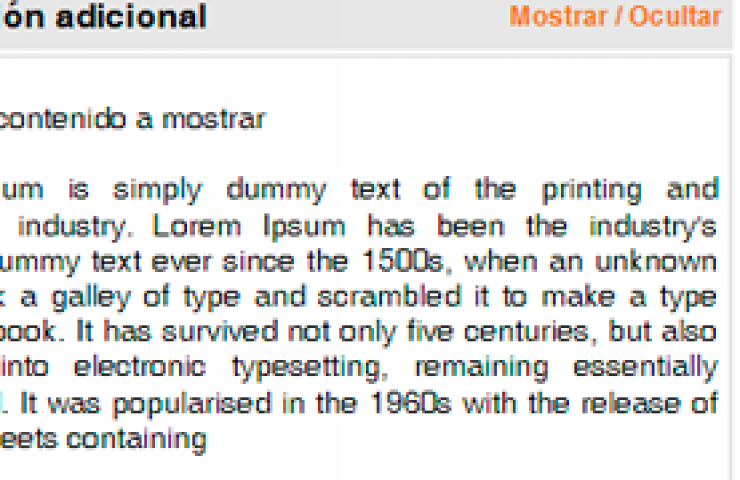 ón adicional Mostrar / Ocultar
contenido a mostrar
um is simply dummy text of the printing and
industry. Lorem Ipsum has been the industry's
ummy text ever since the 1500s, when an unknown
a galley of type and scrambled it to make a type
book. It has survived not only five centuries, but also
into electronic typesetting, remaining essentially
. It was popularised in the 1960s with the release of
eets containing